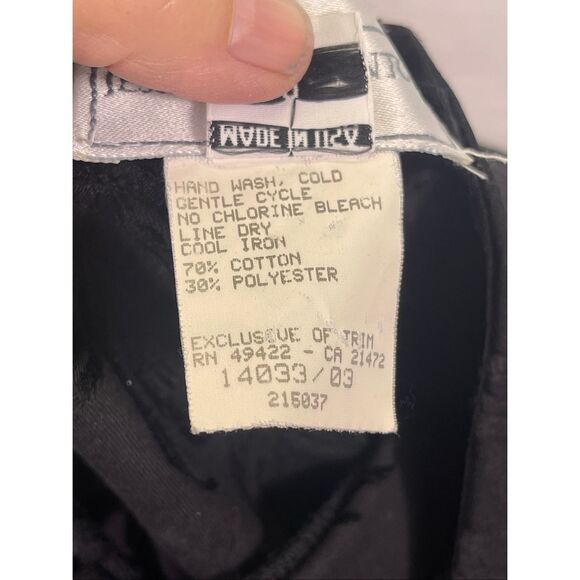 MADE IN USA
HAND WASH, COLD
GENTLE CYCLE
NO CHLORINE BLEACH
LINE DRY
COOL IRON
70% COTTON
30% POLYESTER
EXCLUSIVE OF TRIM
RN 49422 - CA 21472
14033/03
215037